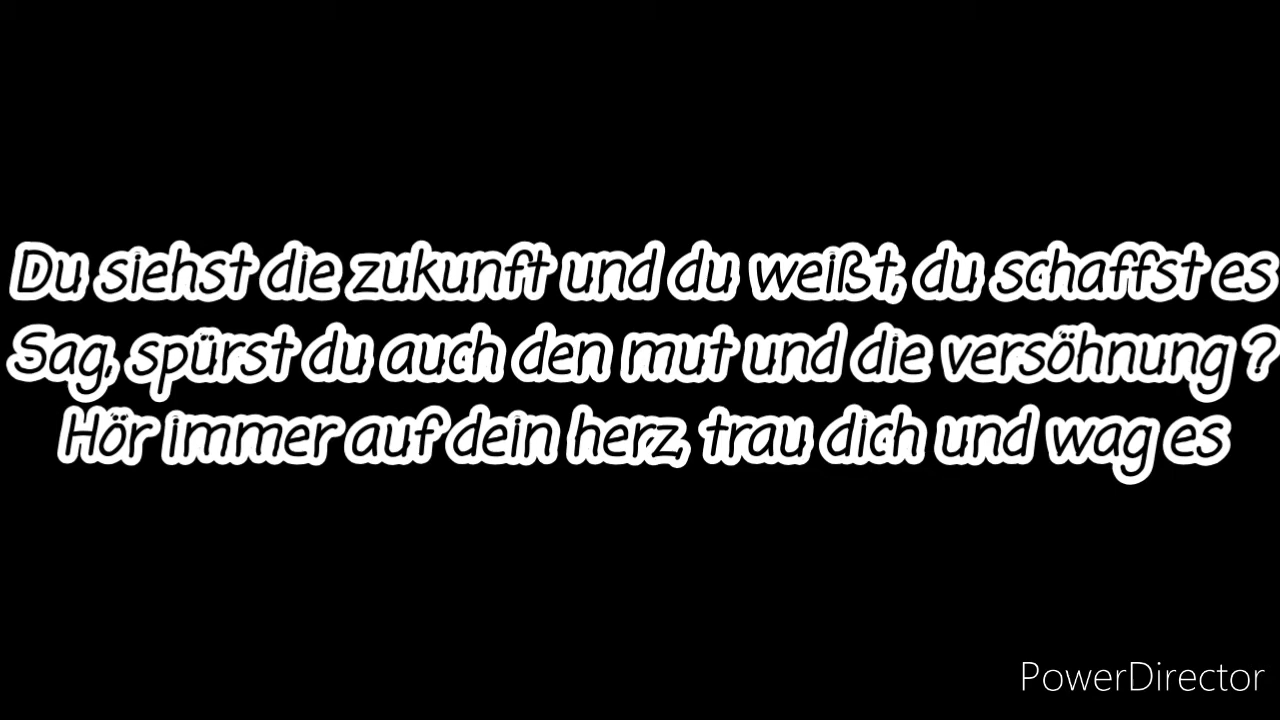 Du siehst die zukunft und du weißt, du schaffst es
Sag, spürst du auch den mut und die versöhnung ?
Hör immer auf dein herz, trau dich und wag es
PowerDirector